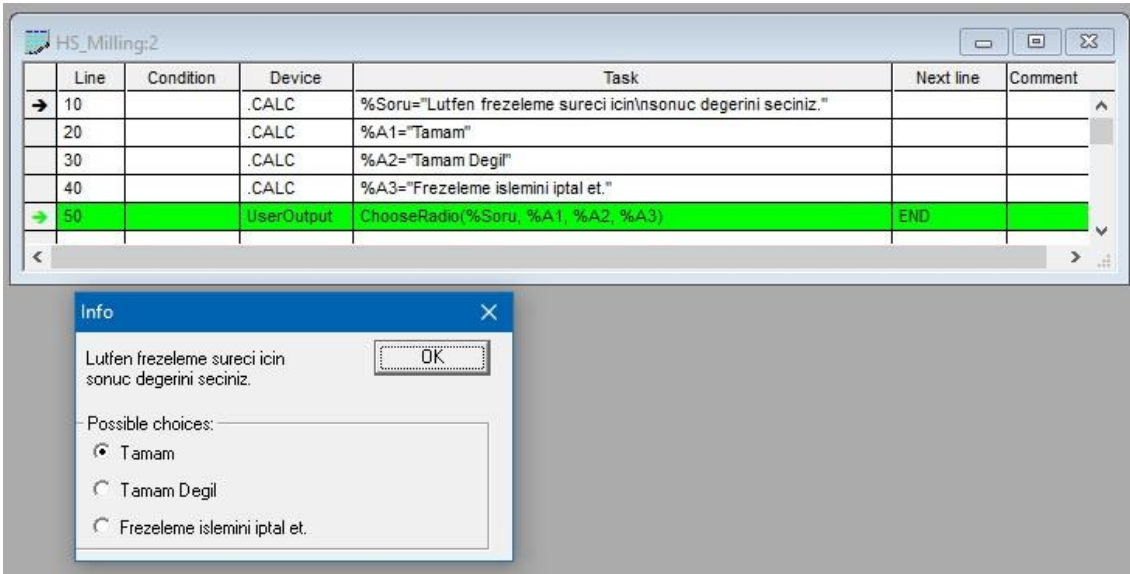 HS_Milling:2
Line Condition Device Task Next line Comment
10 .CALC %Soru="Lutfen frezeleme sureci icin\nsonuc degerini seciniz."
20 .CALC %A1="Tamam"
30 .CALC %A2="Tamam Degil"
40 .CALC %A3="Frezeleme islemini iptal et."
50 UserOutput ChooseRadio(%Soru, %A1, %A2, %A3) END
Info
Lutfen frezeleme sureci icin
sonuc degerini seciniz.
OK
Possible choices:
Tamam
Tamam Degil
Frezeleme islemini iptal et.